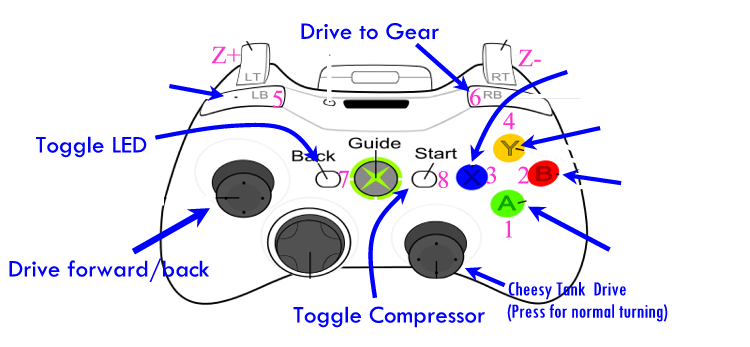 Drive to Gear
Z+
Z-
LT
RT
LB
5
6
RB
G
4
Toggle LED
Guide
Y
Back
Start
7
8
X
3
2
B
A
1
Drive forward/back
Toggle Compressor
Cheesy Tank Drive
(Press for normal turning)